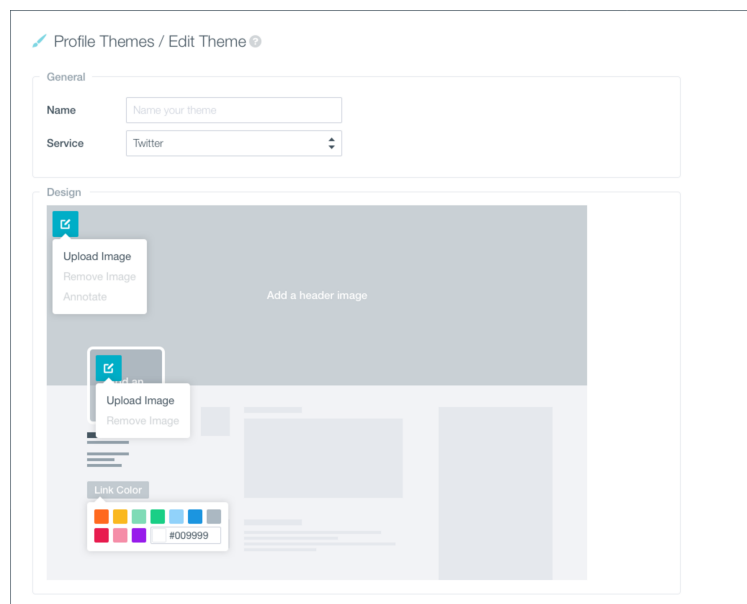 Profile Themes / Edit Theme ?
General
Name
Name your theme
Service
Twitter
Design
Upload Image
Remove Image
Annotate
Add a header image
Upload Image
Remove Image
Link Color
#009999